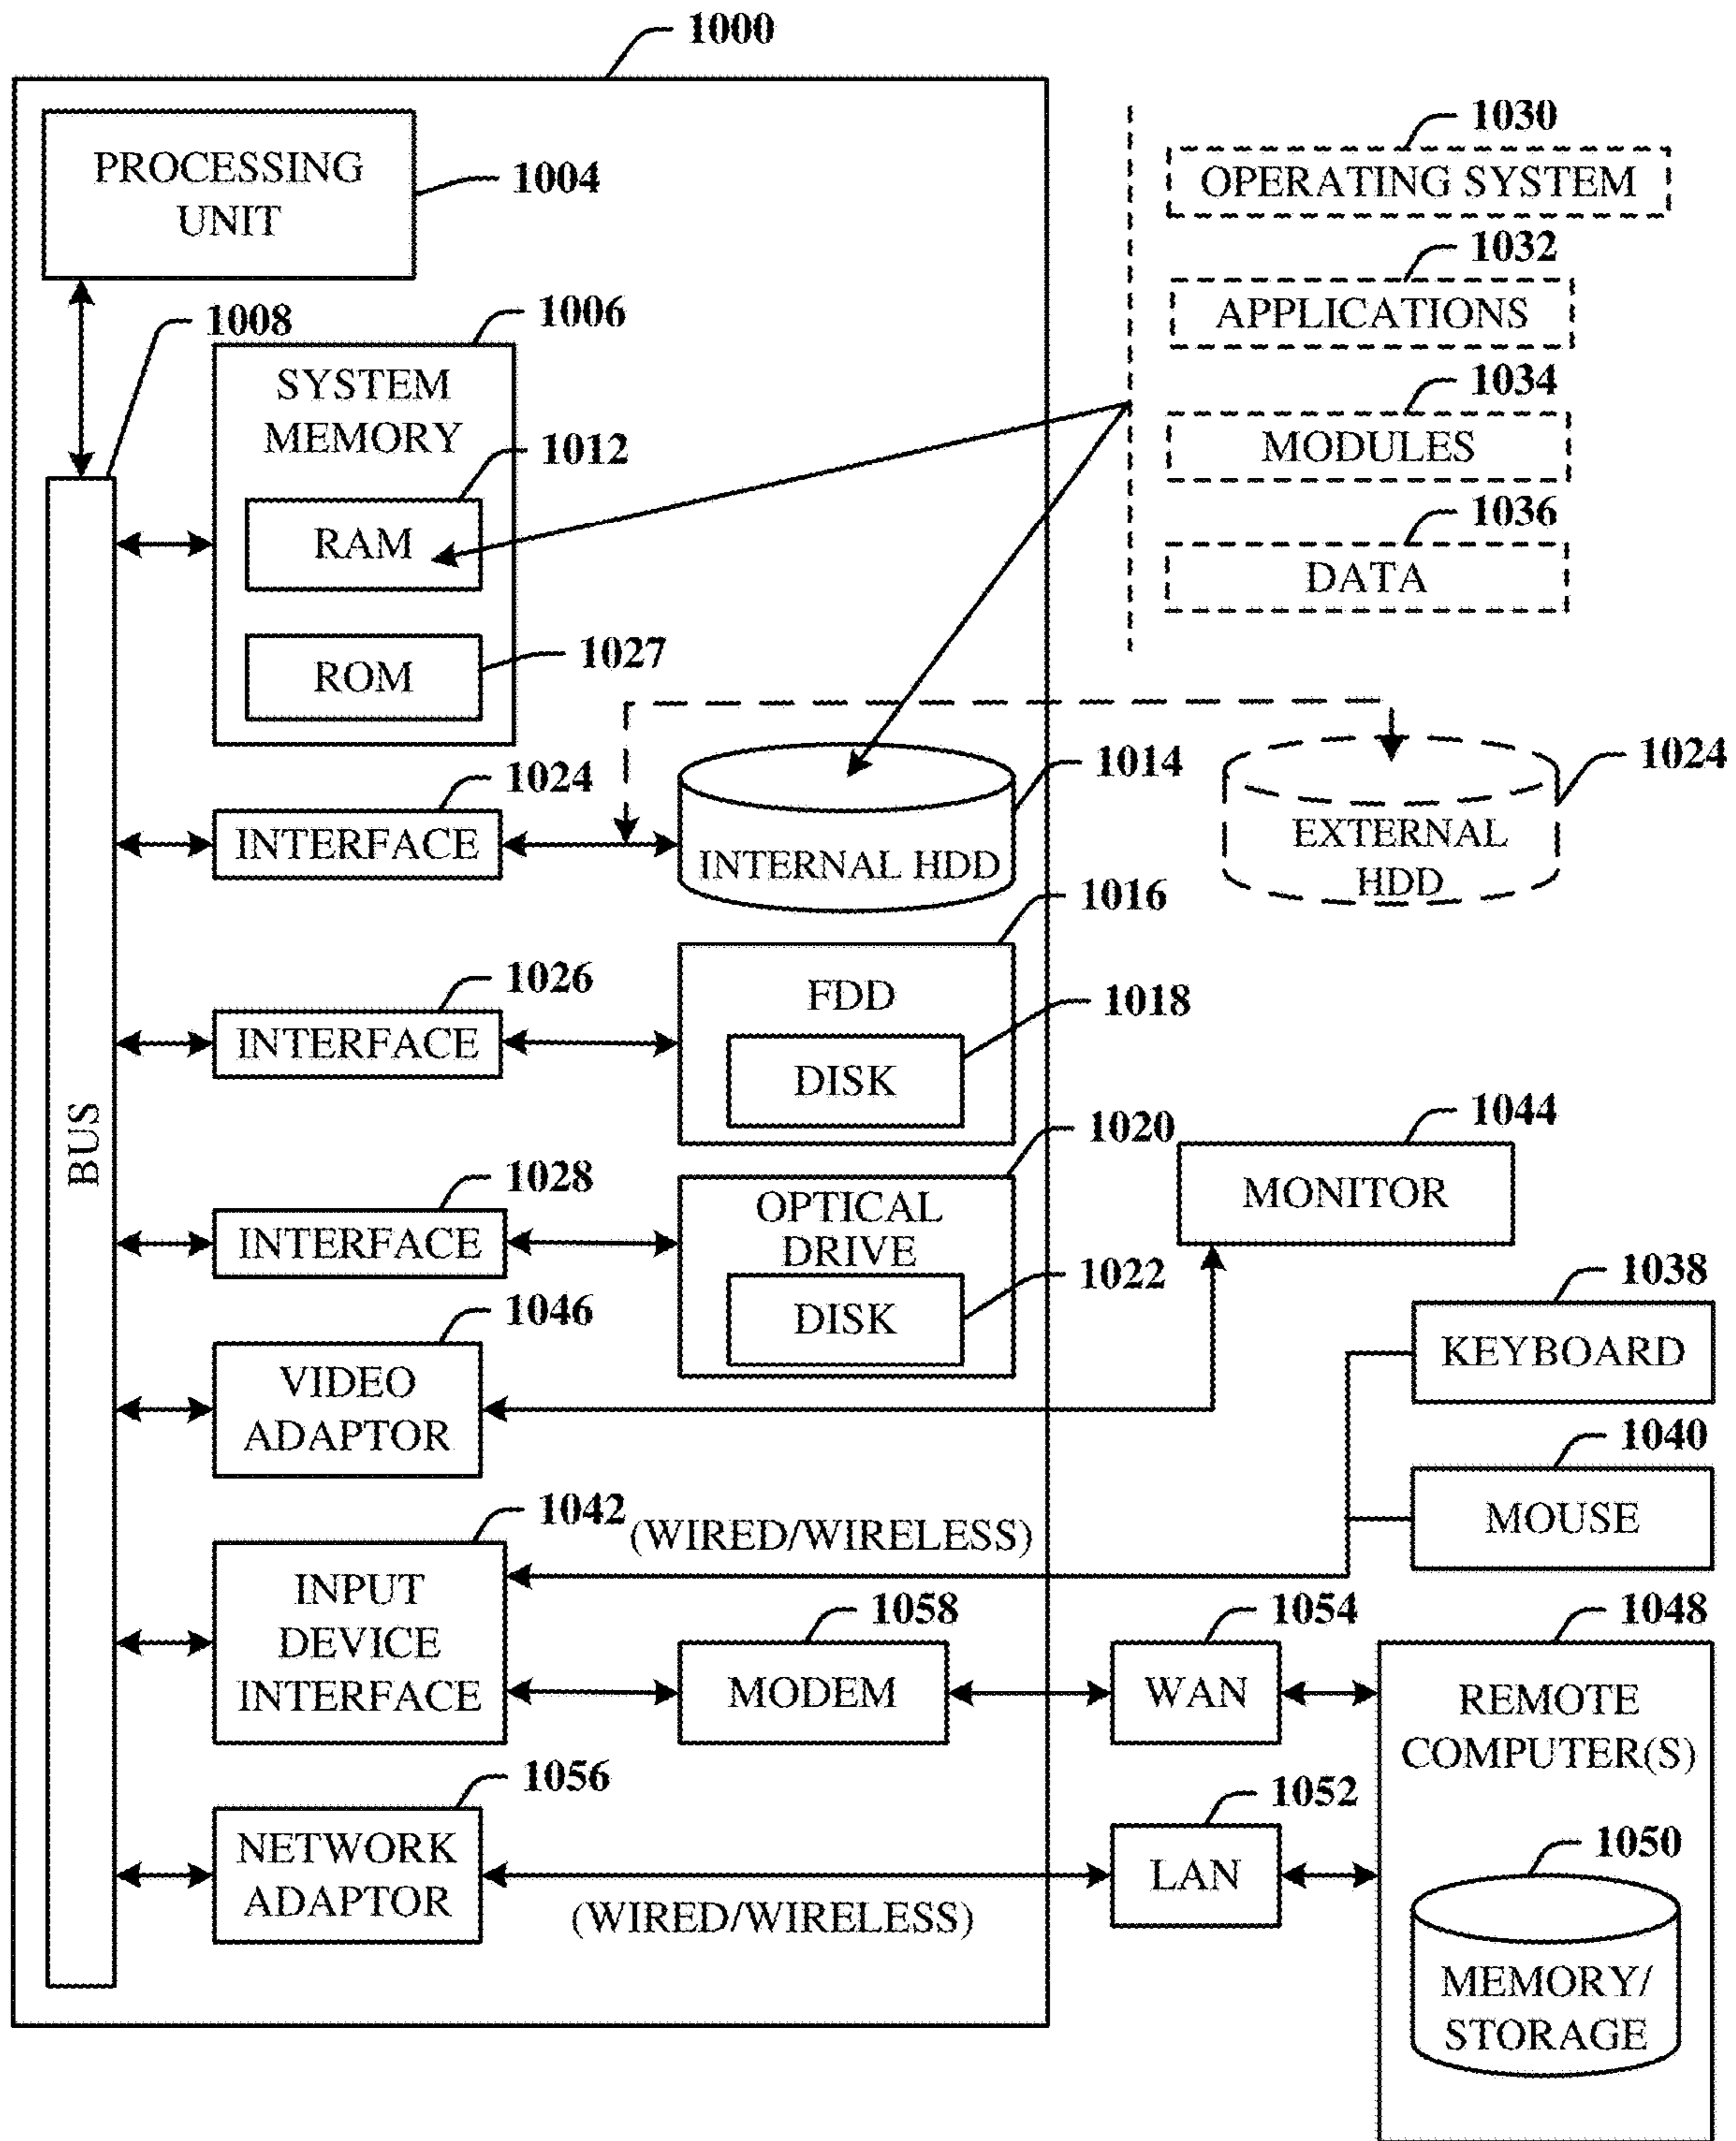 1000
PROCESSING
UNIT
1004
1030
OPERATING SYSTEM
1032
APPLICATIONS
1034
MODULES
1036
DATA
1008
1006
SYSTEM
MEMORY
1012
RAM
1027
ROM
1024
INTERFACE
1014
INTERNAL HDD
1024
EXTERNAL
HDD
1026
INTERFACE
1016
FDD
1018
DISK
BUS
1028
INTERFACE
1020
OPTICAL
DRIVE
1022
DISK
1044
MONITOR
1046
VIDEO
ADAPTOR
1038
KEYBOARD
1040
MOUSE
1042
(WIRED/WIRELESS)
INPUT
DEVICE
INTERFACE
1058
MODEM
1054
WAN
1048
REMOTE
COMPUTER(S)
1056
NETWORK
ADAPTOR
(WIRED/WIRELESS)
1052
LAN
1050
MEMORY/
STORAGE